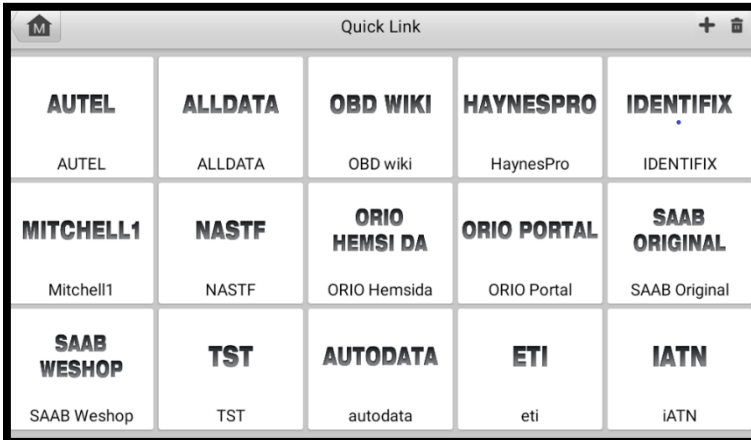 M
Quick Link
AUTEL
AUTEL
ALLDATA
ALLDATA
OBD WIKI
OBD wiki
HAYNESPRO
HaynesPro
IDENTIFIX
IDENTIFIX
MITCHELL1
Mitchell1
NASTF
NASTF
ORIO
HEMSI DA
ORIO Hemsida
ORIO PORTAL
ORIO Portal
SAAB
ORIGINAL
SAAB Original
SAAB
WESHOP
SAAB Weshop
TST
TST
AUTODATA
autodata
ETI
eti
IATN
iATN